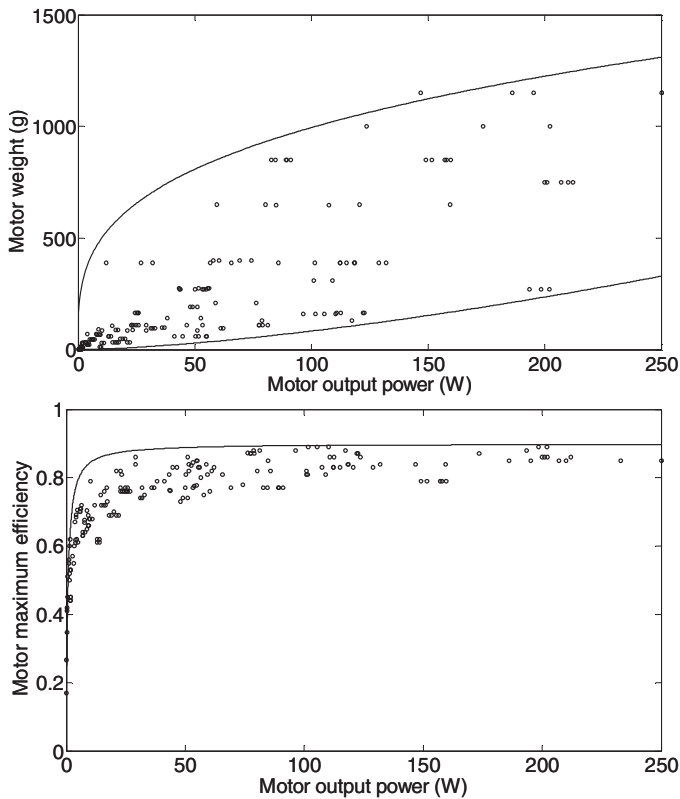 1500
1000
500
0
Motor weight (g)
0 50 100 150 200 250
Motor output power (W)
1
0.8
0.6
0.4
0.2
0
Motor maximum efficiency
0 50 100 150 200 250
Motor output power (W)